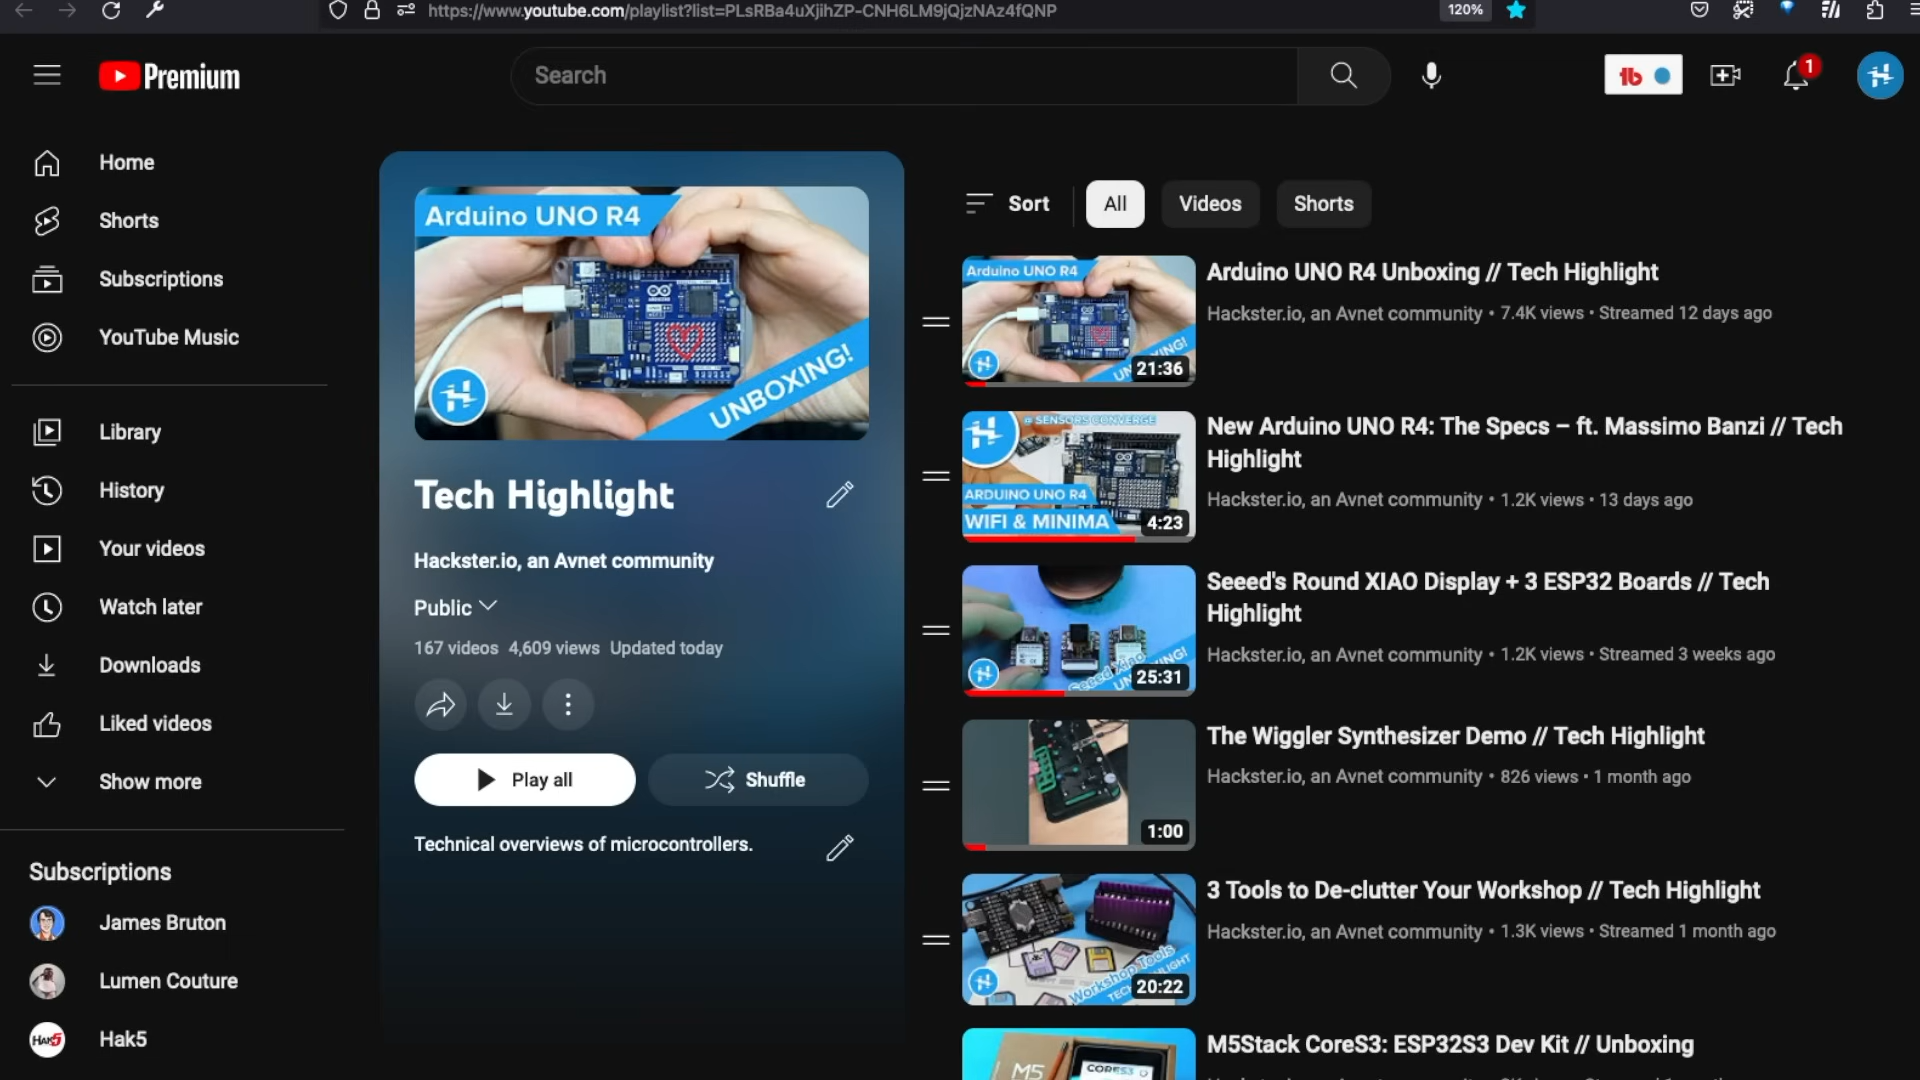 https://www.youtube.com/playlist?list=PLsRBa4uXjihZP-CNH6LM9jQjzNAz4fQNP
120%
Premium
Search
1
Home
Shorts
Subscriptions
YouTube Music
Library
History
Your videos
Watch later
Downloads
Liked videos
Show more
Subscriptions
James Bruton
Lumen Couture
Hak5
Arduino UNO R4
UNBOXING!
Tech Highlight
Hackster.io, an Avnet community
Public
167 videos 4,609 views Updated today
Play all
Shuffle
Technical overviews of microcontrollers.
Sort
All
Videos
Shorts
Arduino UNO R4
21:36
Arduino UNO R4 Unboxing // Tech Highlight
Hackster.io, an Avnet community • 7.4K views • Streamed 12 days ago
@ SENSORS CONVERGE
ARDUINO UNO R4
WIFI & MINIMA
4:23
New Arduino UNO R4: The Specs – ft. Massimo Banzi // Tech
Highlight
Hackster.io, an Avnet community • 1.2K views • 13 days ago
25:31
Seeed's Round XIAO Display + 3 ESP32 Boards // Tech
Highlight
Hackster.io, an Avnet community • 1.2K views • Streamed 3 weeks ago
1:00
The Wiggler Synthesizer Demo // Tech Highlight
Hackster.io, an Avnet community • 826 views • 1 month ago
Workshop Tools
20:22
3 Tools to De-clutter Your Workshop // Tech Highlight
Hackster.io, an Avnet community • 1.3K views • Streamed 1 month ago
M5
CORES3
M5Stack CoreS3: ESP32S3 Dev Kit // Unboxing